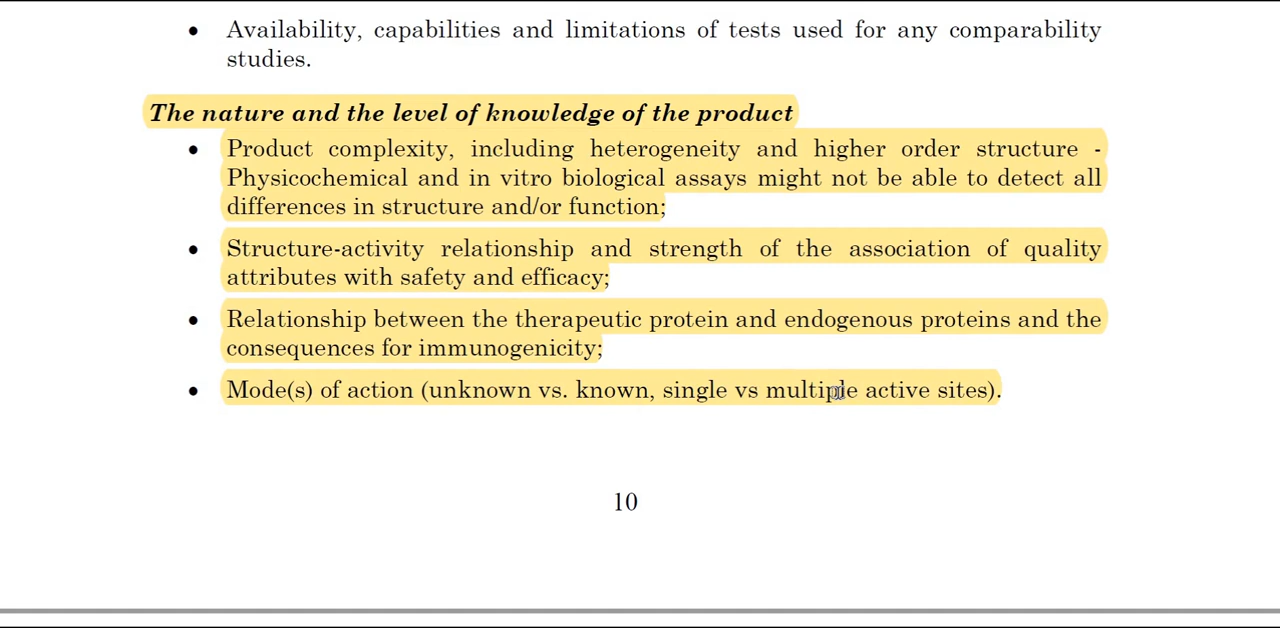 • Availability, capabilities and limitations of tests used for any comparability
studies.
The nature and the level of knowledge of the product
• Product complexity, including heterogeneity and higher order structure -
Physicochemical and in vitro biological assays might not be able to detect all
differences in structure and/or function;
• Structure-activity relationship and strength of the association of quality
attributes with safety and efficacy;
• Relationship between the therapeutic protein and endogenous proteins and the
consequences for immunogenicity;
• Mode(s) of action (unknown vs. known, single vs multiple active sites).
10